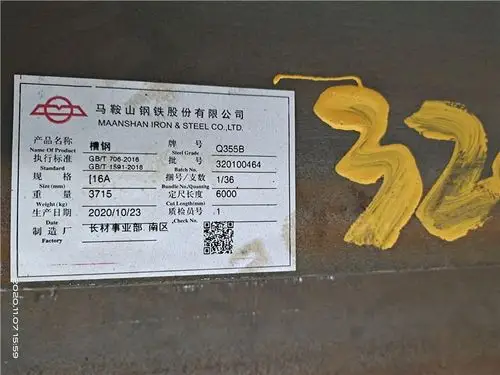 马鞍山钢铁股份有限公司
MAANSHAN IRON & STEEL CO.,LTD.
产品名称 槽钢 牌 号 Q355B
Name Of Product Steel Grade
执行标准 GB/T 706-2016 批 号 320100464
Standard GB/T 1591-2018 Batch No.
规 格 [16A 捆号/支数 1/36
Size(mm) Bundle No./Quantity
重 量 3715 定尺长度 6000
Weight(kg) Cut Length(mm)
生产日期 2020/10/23 质检员号 1
Date Check No.
制造厂 长材事业部 南区
Factory
32
2020.11.07 15:59